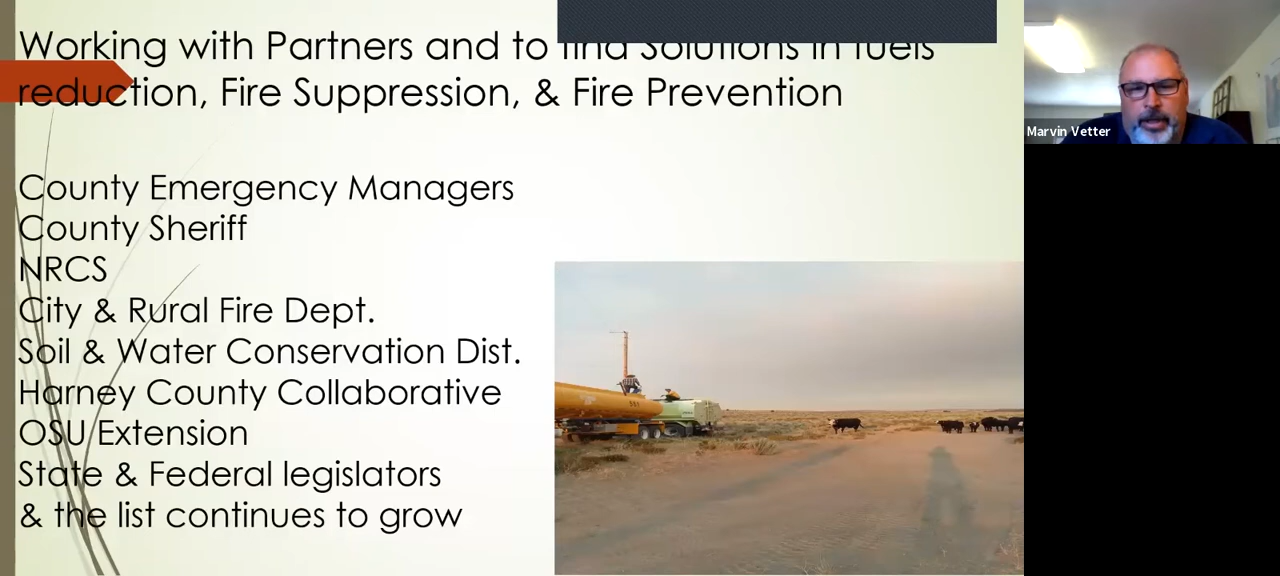 Working with Partners and to find Solutions in fuels
reduction, Fire Suppression, & Fire Prevention
County Emergency Managers
County Sheriff
NRCS
City & Rural Fire Dept.
Soil & Water Conservation Dist.
Harney County Collaborative
OSU Extension
State & Federal legislators
& the list continues to grow
Marvin Vetter